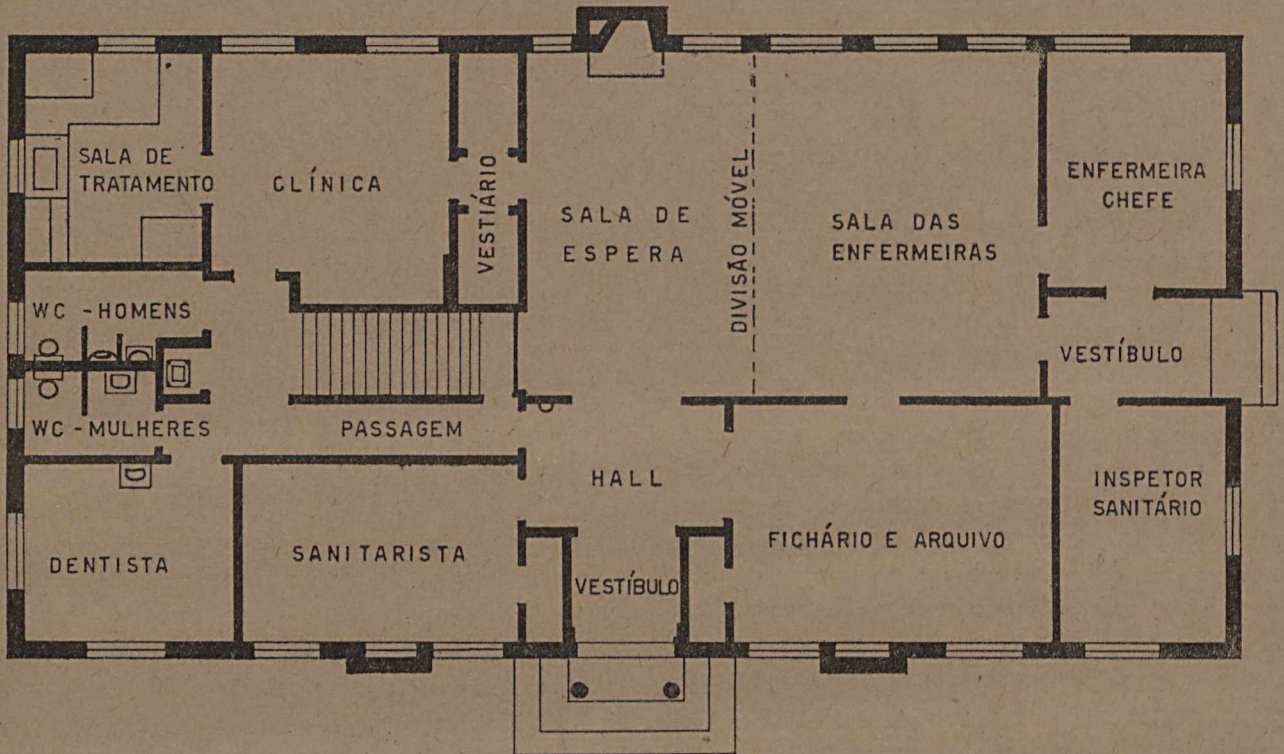 SALA DE
TRATAMENTO
CLÍNICA
VESTIÁRIO
SALA DE
ESPERA
DIVISÃO MÓVEL
SALA DAS
ENFERMEIRAS
ENFERMEIRA
CHEFE
WC - HOMENS
VESTÍBULO
WC - MULHERES
PASSAGEM
HALL
INSPETOR
SANITÁRIO
DENTISTA
SANITARISTA
VESTÍBULO
FICHÁRIO E ARQUIVO